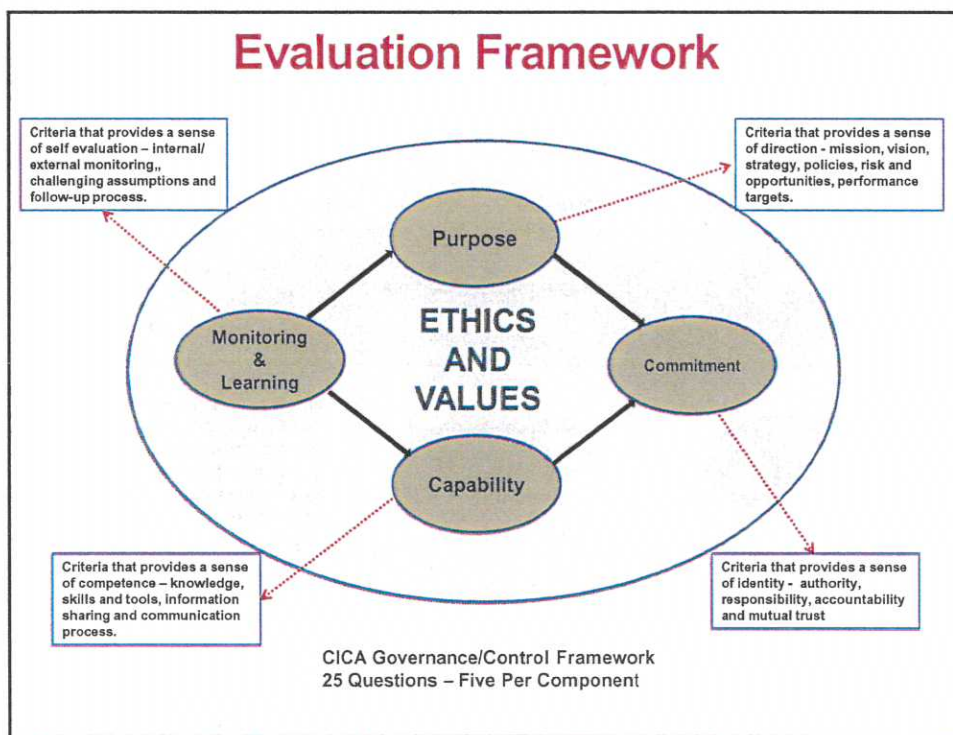 Evaluation Framework
Criteria that provides a sense
of self evaluation – internal/
external monitoring,,
challenging assumptions and
follow-up process.
Criteria that provides a sense
of direction - mission, vision,
strategy, policies, risk and
opportunities, performance
targets.
Purpose
Monitoring
&
Learning
ETHICS
AND
VALUES
Commitment
Capability
Criteria that provides a sense
of competence – knowledge,
skills and tools, information
sharing and communication
process.
Criteria that provides a sense
of identity - authority,
responsibility, accountability
and mutual trust
CICA Governance/Control Framework
25 Questions – Five Per Component